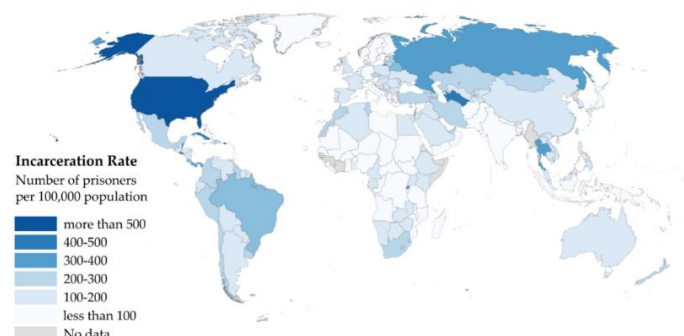 Incarceration Rate
Number of prisoners
per 100,000 population
more than 500
400-500
300-400
200-300
100-200
less than 100
No data